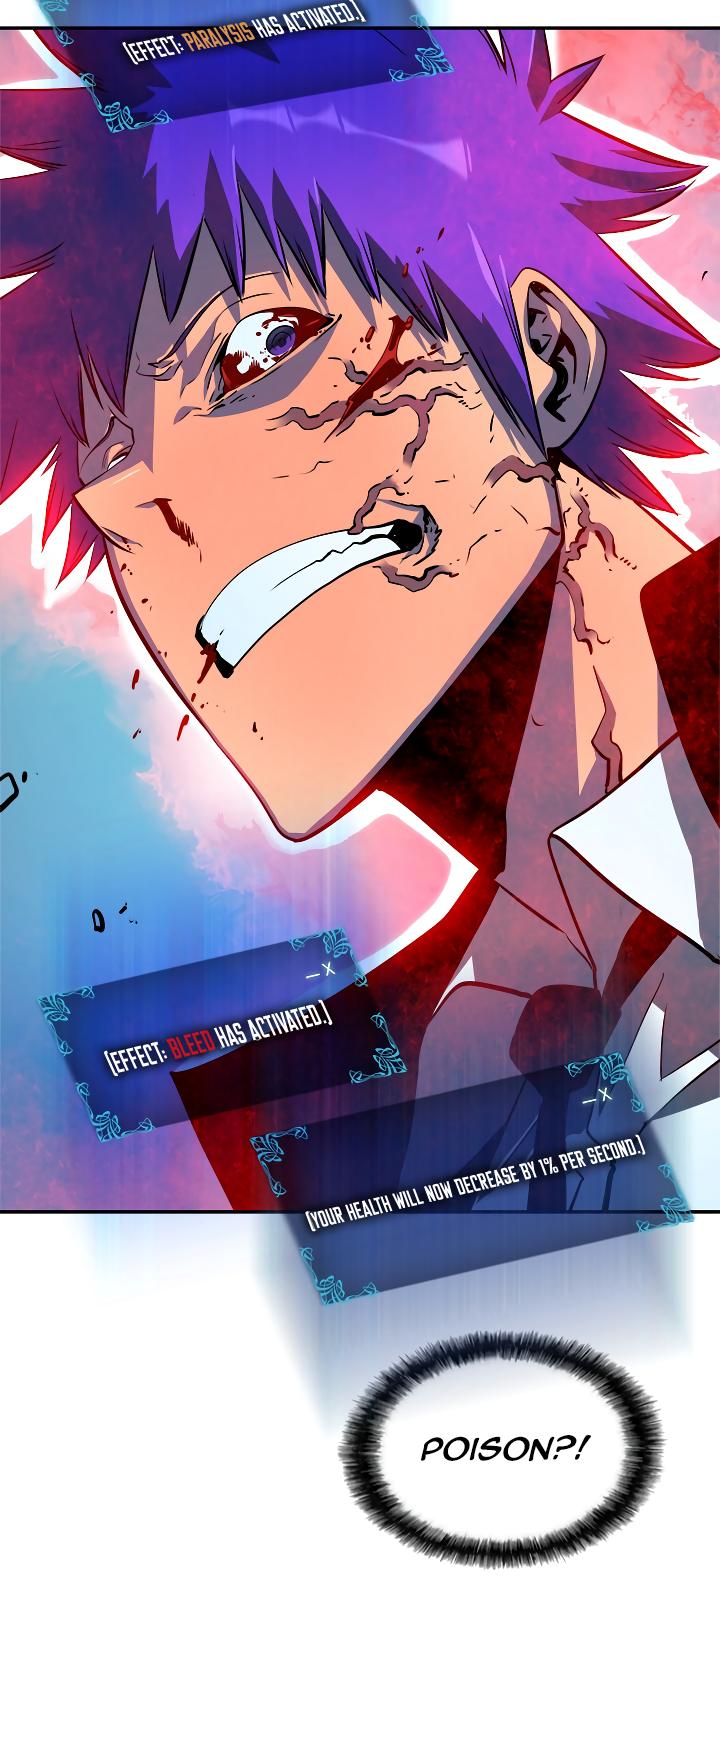 [EFFECT: PARALYSIS HAS ACTIVATED.]
[EFFECT: BLEED HAS ACTIVATED.]
[YOUR HEALTH WILL NOW DECREASE BY 1% PER SECOND.]
POISON?!